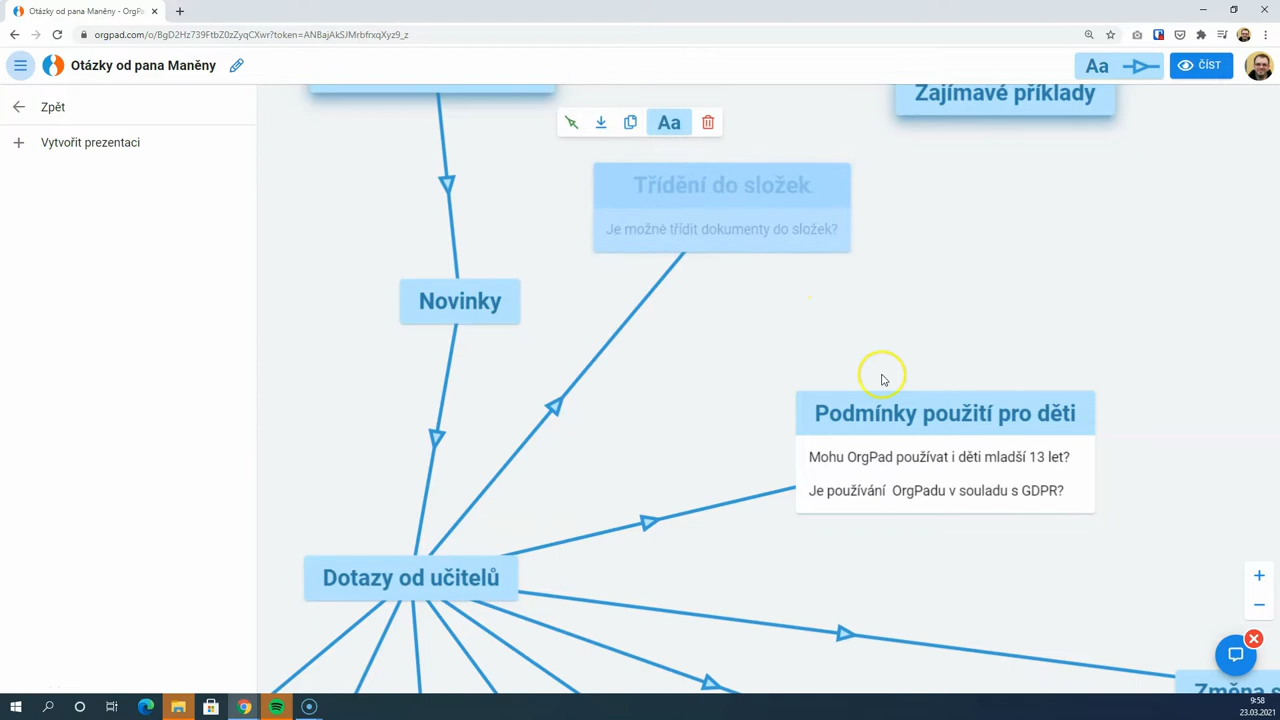 Otázky od pana Maněny - OrgPa
orgpad.com/o/BgD2Hz739FtbZ0zZyqCXwr?token=ANBajAkSJMrbfrxqXyz9_z
Otázky od pana Maněny
Aa
ČÍST
Zpět
Vytvořit prezentaci
Zajímavé příklady
Aa
Třídění do složek
Je možné třídit dokumenty do složek?
Novinky
Podmínky použití pro děti
Mohu OrgPad používat i děti mladší 13 let?
Je používání OrgPadu v souladu s GDPR?
Dotazy od učitelů
Změna s
9:58
23.03.2021